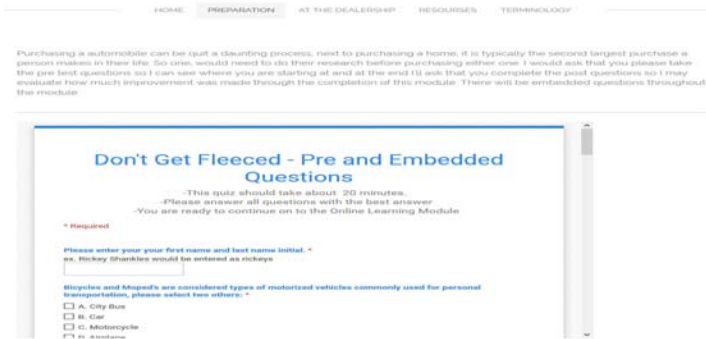 HOME PREPARATION AT THE DEALERSHIP RESOURSES TERMINOLOGY
Purchasing a automobile can be quit a daunting process, next to purchasing a home, it is typically the second largest purchase a
person makes in their life. So one, would need to do their research before purchasing either one. I would ask that you please take
the pre test questions so I can see where you are starting at and at the end I'll ask that you complete the post questions so I may
evaluate how much improvement was made through the completion of this module. There will be embedded questions throughout
the module.
Don't Get Fleeced - Pre and Embedded
Questions
-This quiz should take about 20 minutes.
-Please answer all questions with the best answer
-You are ready to continue on to the Online Learning Module
* Required
Please enter your your first name and last name initial. *
ex. Rickey Shankles would be entered as rickeys
Bicycles and Moped's are considered types of motorized vehicles commonly used for personal
transportation, please select two others: *
A. City Bus
B. Car
C. Motorcycle
D. Airplane